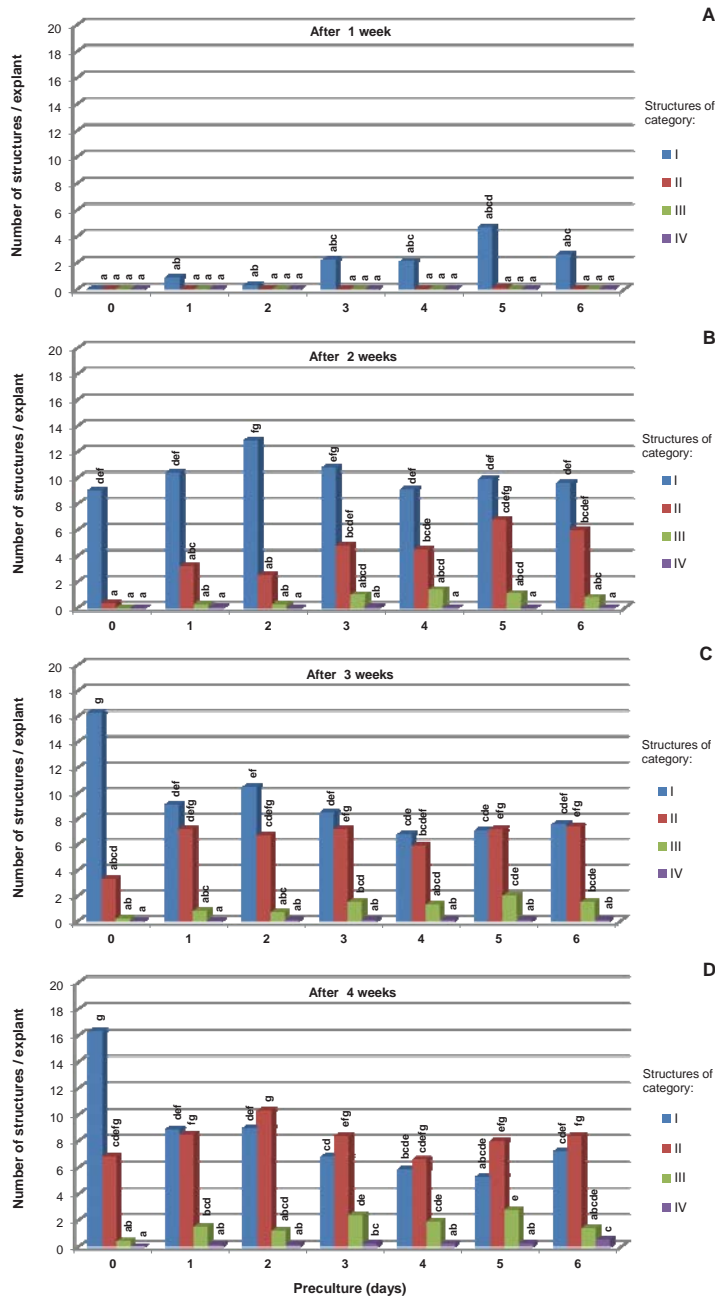 A
After 1 week
Number of structures / explant
20
18
16
14
12
10
8
6
4
2
0
a a a a
ab a a a
ab a a a
abc a a a
abc a a a
abcd a a a
abc a a a
0 1 2 3 4 5 6
Structures of
category:
I
II
III
IV
B
After 2 weeks
Number of structures / explant
20
18
16
14
12
10
8
6
4
2
0
def a a a
def abc ab a
fg ab ab a
efg bcdef abcd ab
def bcde abcd a
def cdefg abcd a
def bcdef abc a
0 1 2 3 4 5 6
Structures of
category:
I
II
III
IV
C
After 3 weeks
Number of structures / explant
20
18
16
14
12
10
8
6
4
2
0
g abcd ab a
def defg abc a
ef cdefg abc ab
def efg bcd ab
cde bcdef abcd ab
cde efg cde ab
cdef efg bcde ab
0 1 2 3 4 5 6
Structures of
category:
I
II
III
IV
D
After 4 weeks
Number of structures / explant
20
18
16
14
12
10
8
6
4
2
0
g cdefg ab a
def fg bcd ab
def g abcd ab
cd efg de bc
bcde cdefg cde ab
abcde efg e ab
cdef fg abcde c
0 1 2 3 4 5 6
Preculture (days)
Structures of
category:
I
II
III
IV